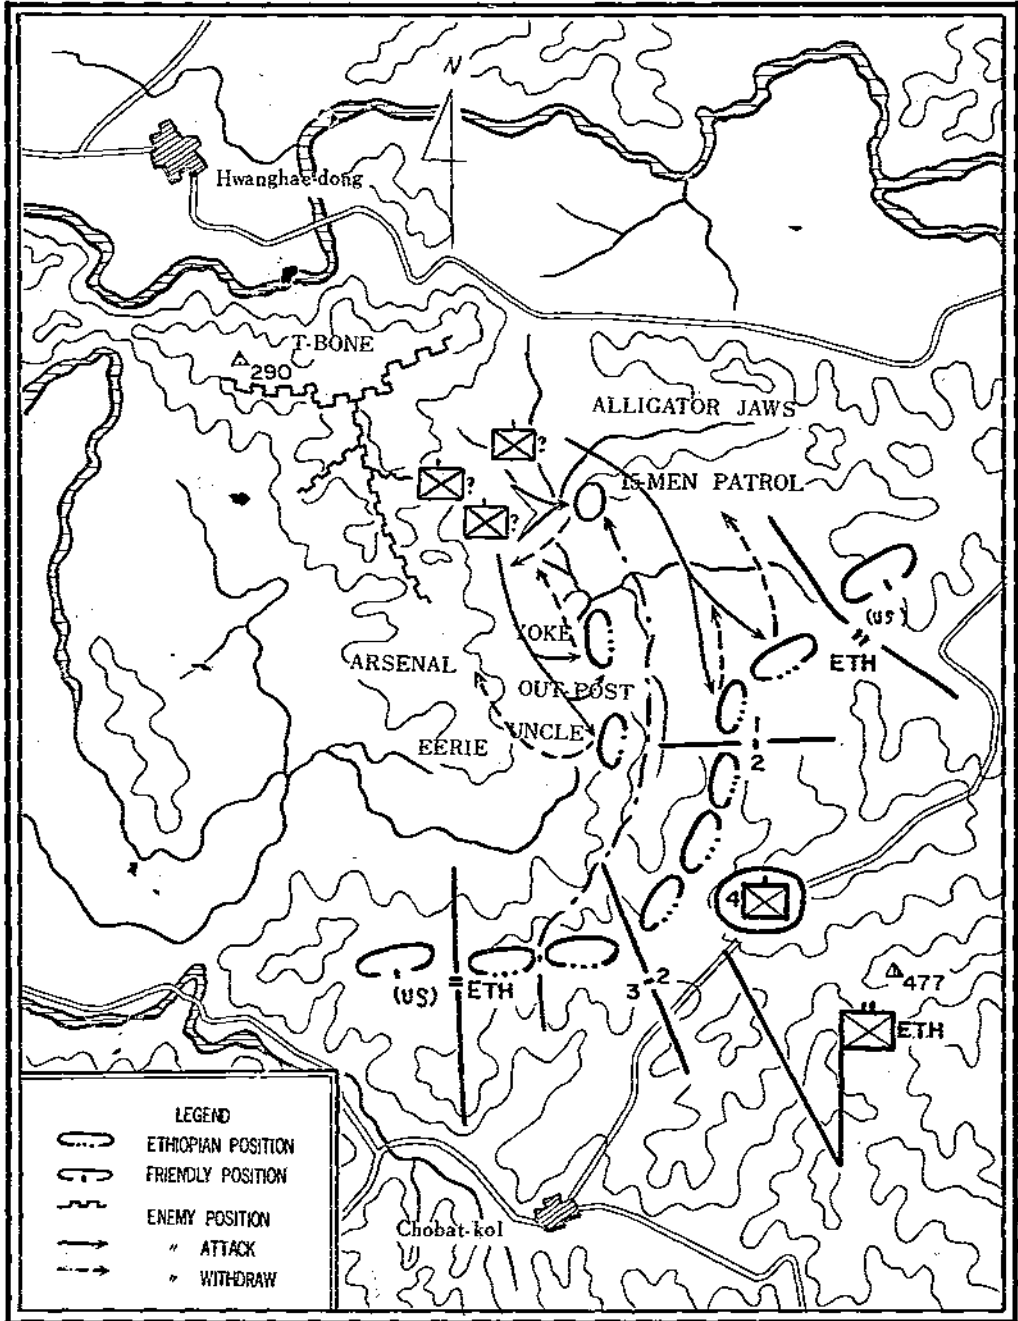 N
Hwanghae-dong
T-BONE
290
ALLIGATOR JAWS
?
15-MEN PATROL
?
?
(US)
YOKE
ETH
ARSENAL
OUT-POST
UNCLE
EERIE
2
4
(US)
ETH
3
2
477
ETH
LEGEND
ETHIOPIAN POSITION
FRIENDLY POSITION
ENEMY POSITION
" ATTACK
" WITHDRAW
Chobat-kol